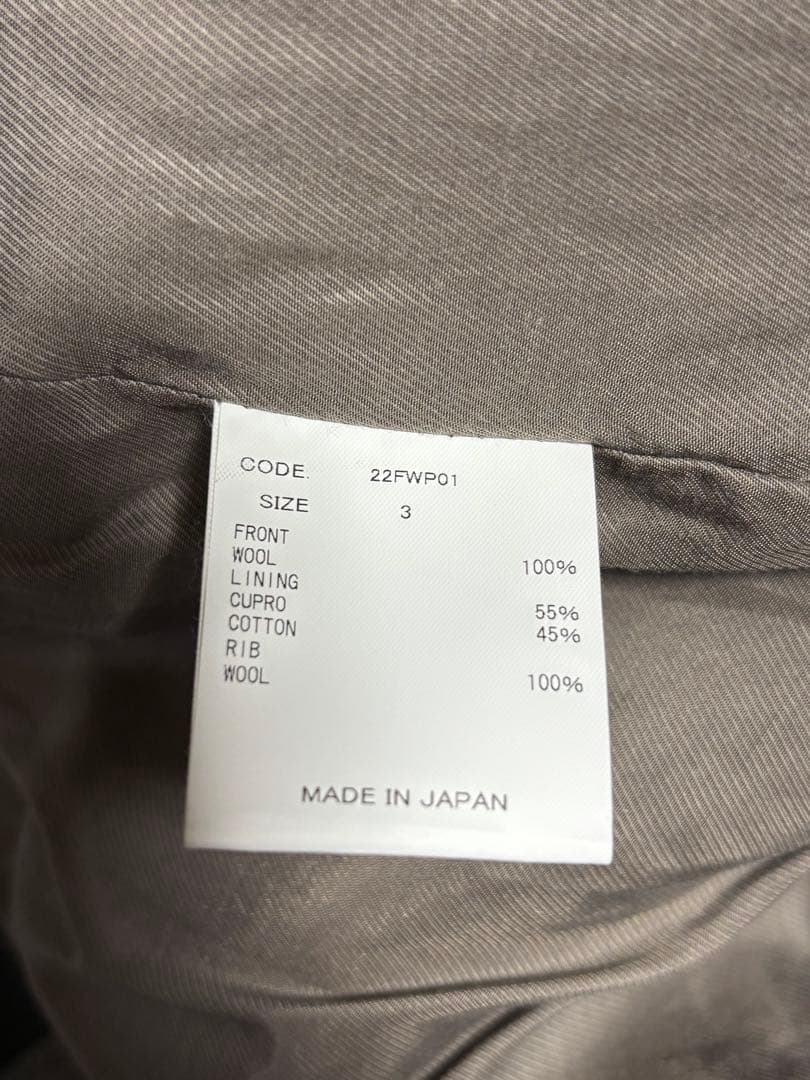 CODE. 22FWP01
SIZE 3
FRONT
WOOL 100%
LINING
CUPRO 55%
COTTON 45%
RIB
WOOL 100%
MADE IN JAPAN